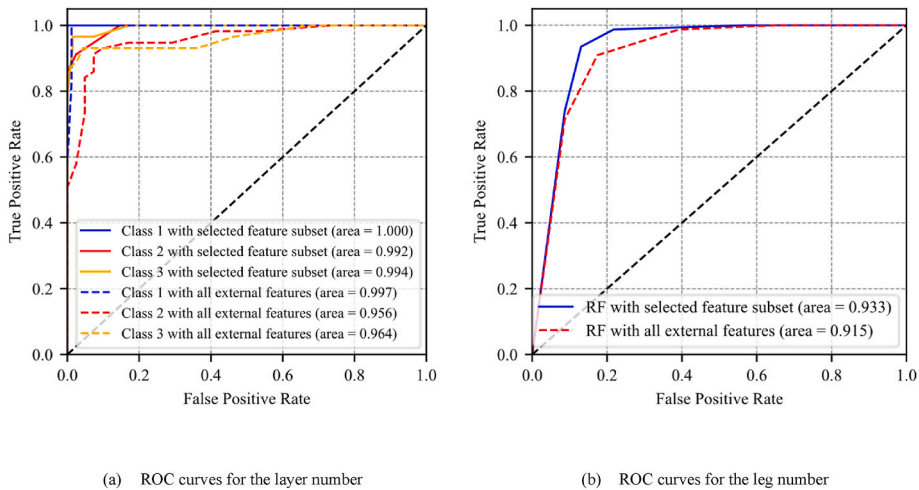 1.0
0.8
0.6
0.4
0.2
0.0
True Positive Rate
Class 1 with selected feature subset (area = 1.000)
Class 2 with selected feature subset (area = 0.992)
Class 3 with selected feature subset (area = 0.994)
Class 1 with all external features (area = 0.997)
Class 2 with all external features (area = 0.956)
Class 3 with all external features (area = 0.964)
0.0 0.2 0.4 0.6 0.8 1.0
False Positive Rate
(a) ROC curves for the layer number
1.0
0.8
0.6
0.4
0.2
0.0
True Positive Rate
RF with selected feature subset (area = 0.933)
RF with all external features (area = 0.915)
0.0 0.2 0.4 0.6 0.8 1.0
False Positive Rate
(b) ROC curves for the leg number